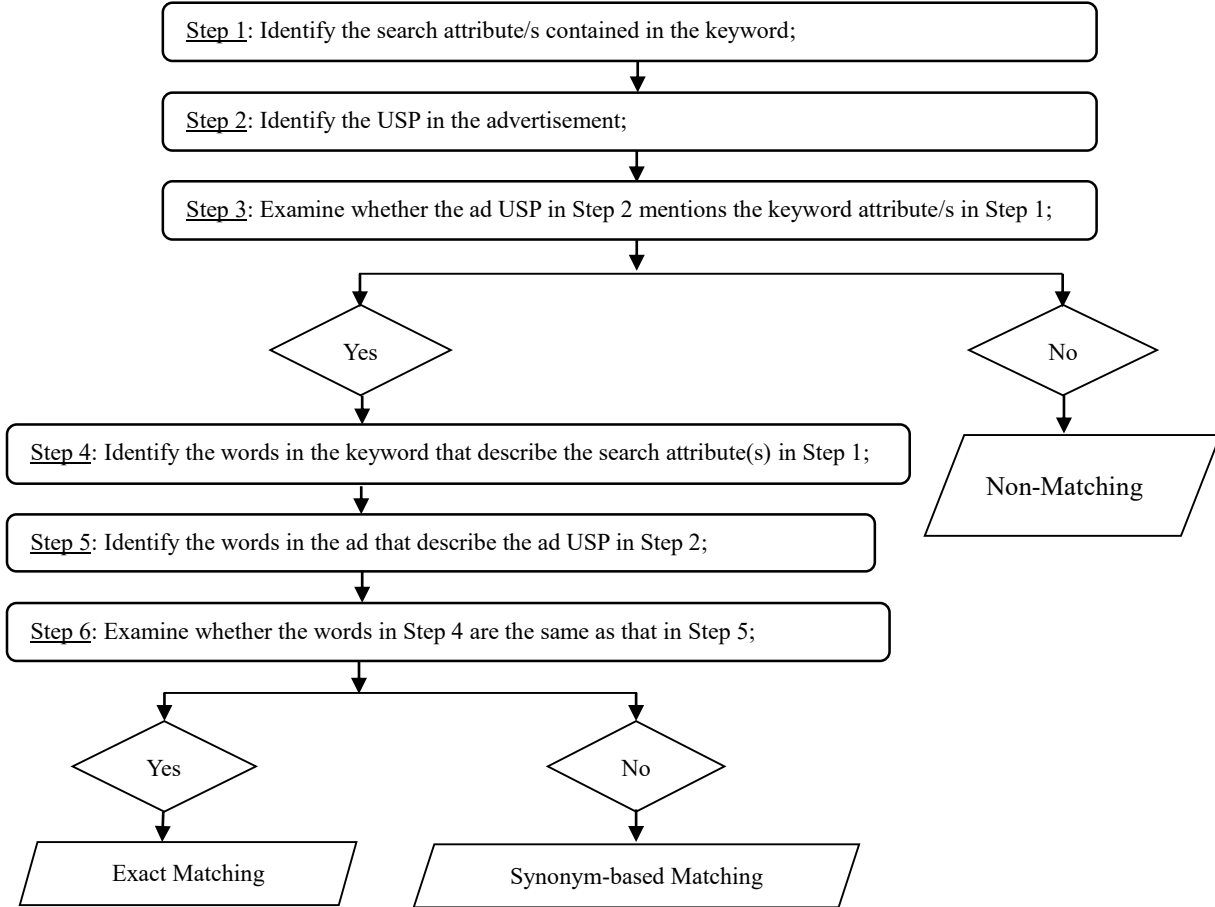 Step 1: Identify the search attribute/s contained in the keyword;
Step 2: Identify the USP in the advertisement;
Step 3: Examine whether the ad USP in Step 2 mentions the keyword attribute/s in Step 1;
Yes
No
Step 4: Identify the words in the keyword that describe the search attribute(s) in Step 1;
Non-Matching
Step 5: Identify the words in the ad that describe the ad USP in Step 2;
Step 6: Examine whether the words in Step 4 are the same as that in Step 5;
Yes
No
Exact Matching
Synonym-based Matching